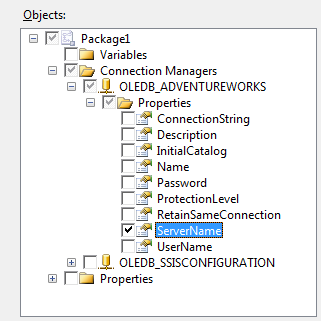 Objects:
Package1
Variables
Connection Managers
OLEDB_ADVENTUREWORKS
Properties
ConnectionString
Description
InitialCatalog
Name
Password
ProtectionLevel
RetainSameConnection
ServerName
UserName
OLEDB_SSISCONFIGURATION
Properties